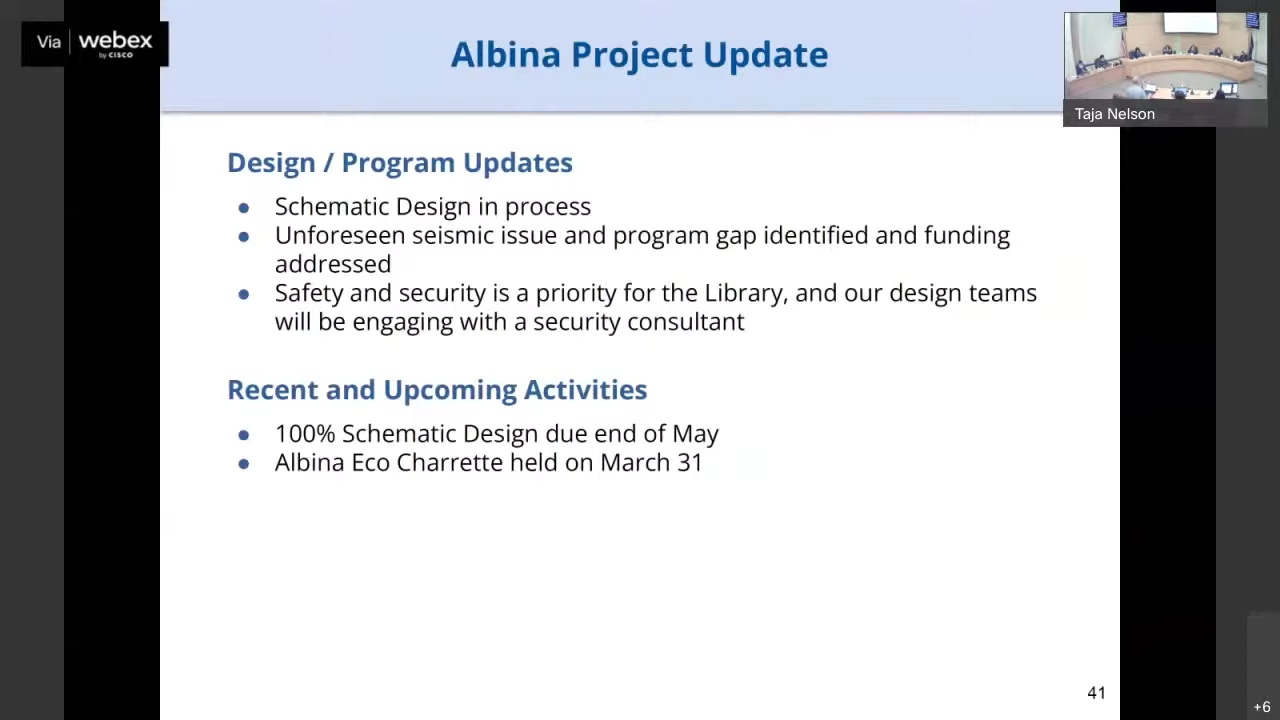 Via webex
by CISCO
Albina Project Update
Taja Nelson
Design / Program Updates
● Schematic Design in process
● Unforeseen seismic issue and program gap identified and funding
addressed
● Safety and security is a priority for the Library, and our design teams
will be engaging with a security consultant
Recent and Upcoming Activities
● 100% Schematic Design due end of May
● Albina Eco Charrette held on March 31
41
+6